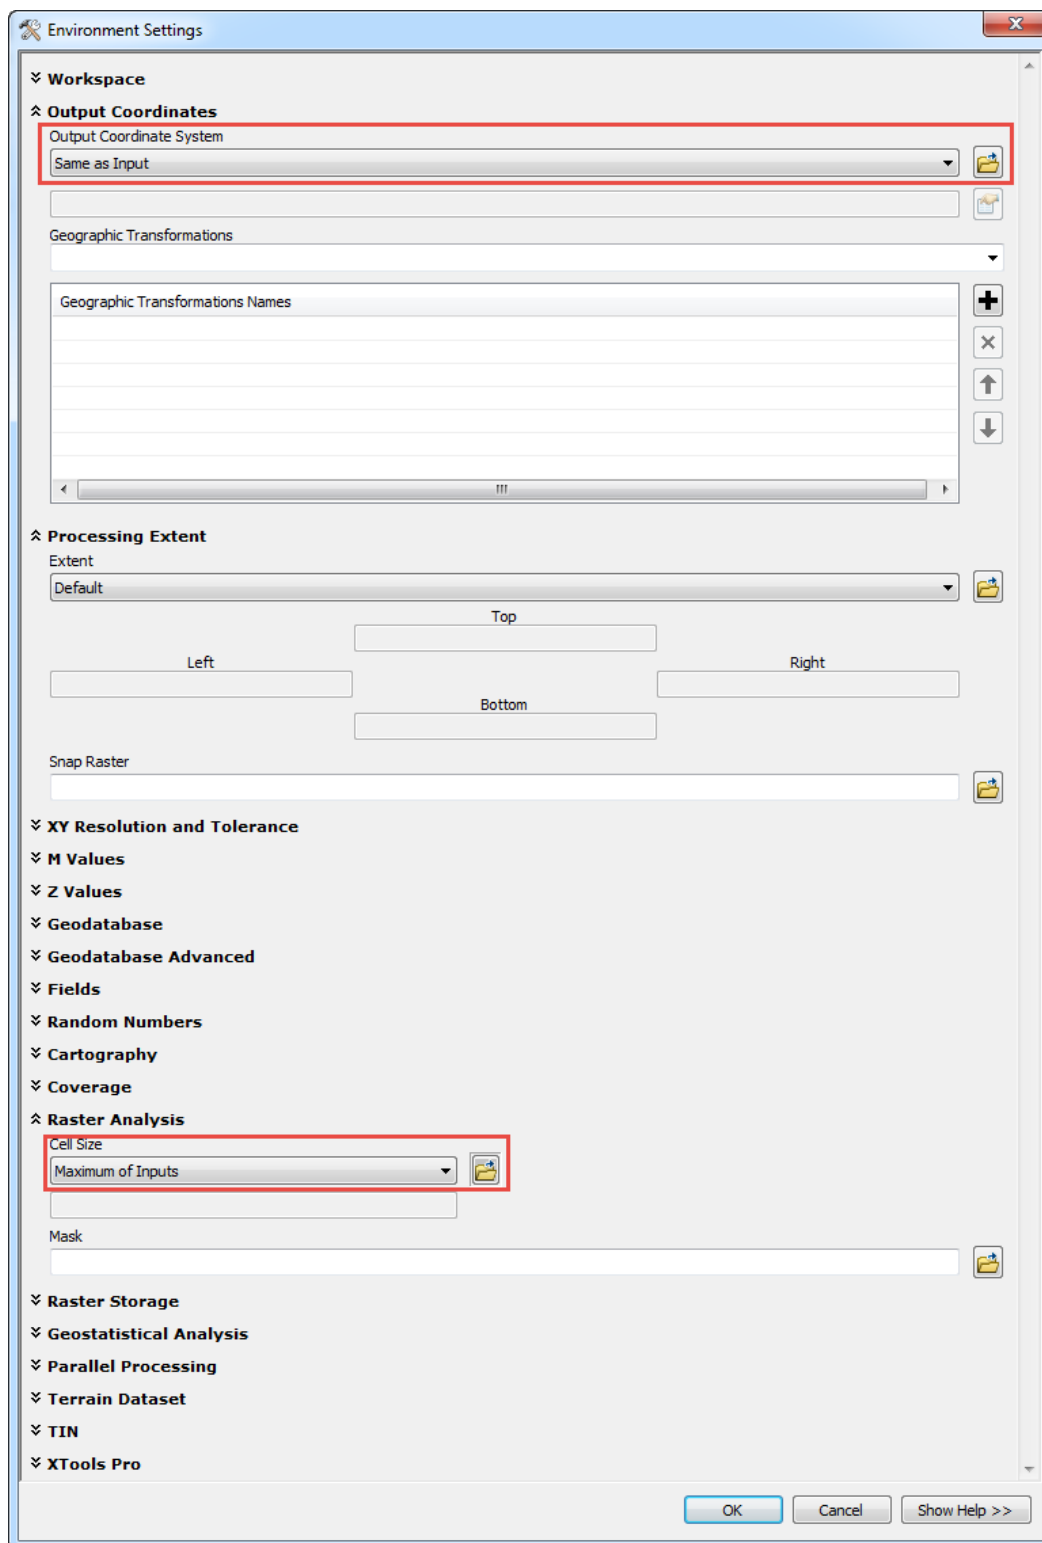 Environment Settings
Workspace
Output Coordinates
Output Coordinate System
Same as Input
Geographic Transformations
Geographic Transformations Names
Processing Extent
Extent
Default
Top
Left Right
Bottom
Snap Raster
XY Resolution and Tolerance
M Values
Z Values
Geodatabase
Geodatabase Advanced
Fields
Random Numbers
Cartography
Coverage
Raster Analysis
Cell Size
Maximum of Inputs
Mask
Raster Storage
Geostatistical Analysis
Parallel Processing
Terrain Dataset
TIN
XTools Pro
OK Cancel Show Help >>